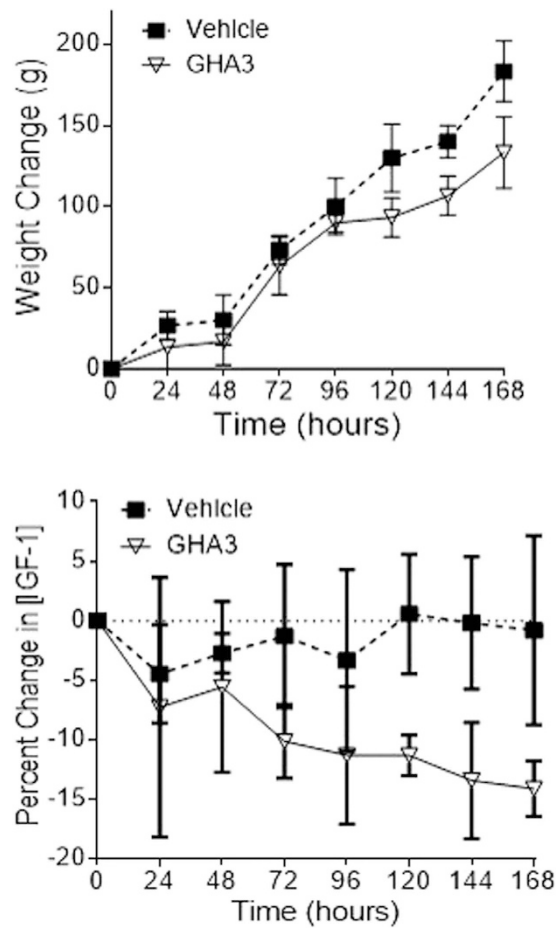 Vehicle
GHA3
Weight Change (g)
200
150
100
50
0
0 24 48 72 96 120 144 168
Time (hours)
Vehicle
GHA3
Percent Change in [IGF-1]
10
5
0
-5
-10
-15
-20
0 24 48 72 96 120 144 168
Time (hours)